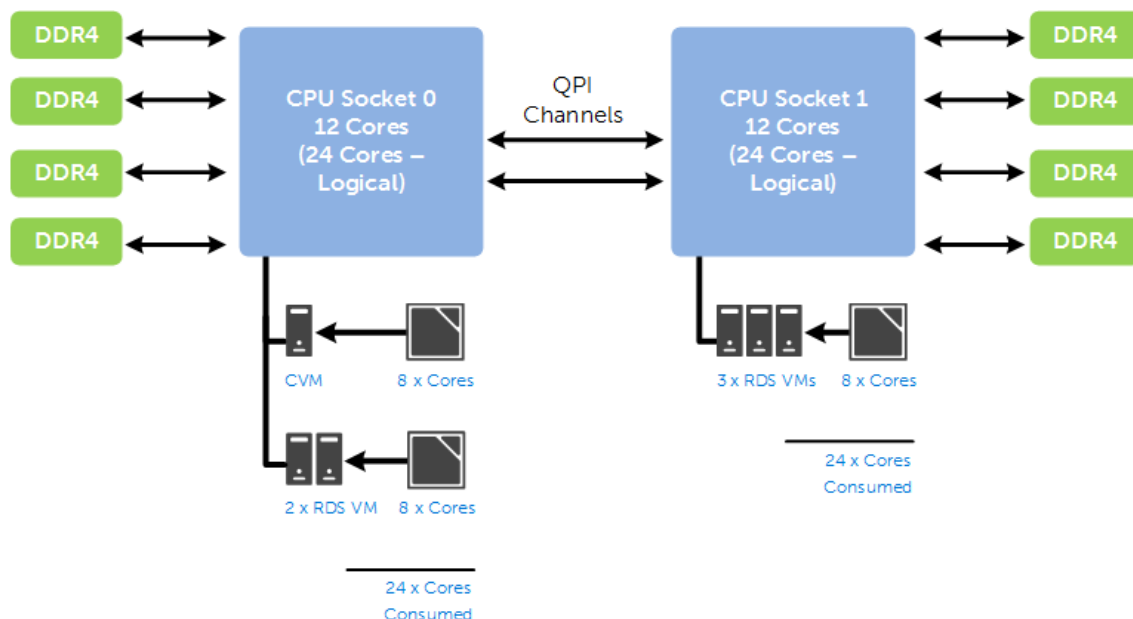 DDR4
DDR4
DDR4
DDR4
CPU Socket 0
12 Cores
(24 Cores –
Logical)
QPI
Channels
CPU Socket 1
12 Cores
(24 Cores –
Logical)
DDR4
DDR4
DDR4
DDR4
CVM
8 x Cores
2 x RDS VM
8 x Cores
24 x Cores
Consumed
3 x RDS VMs
8 x Cores
24 x Cores
Consumed